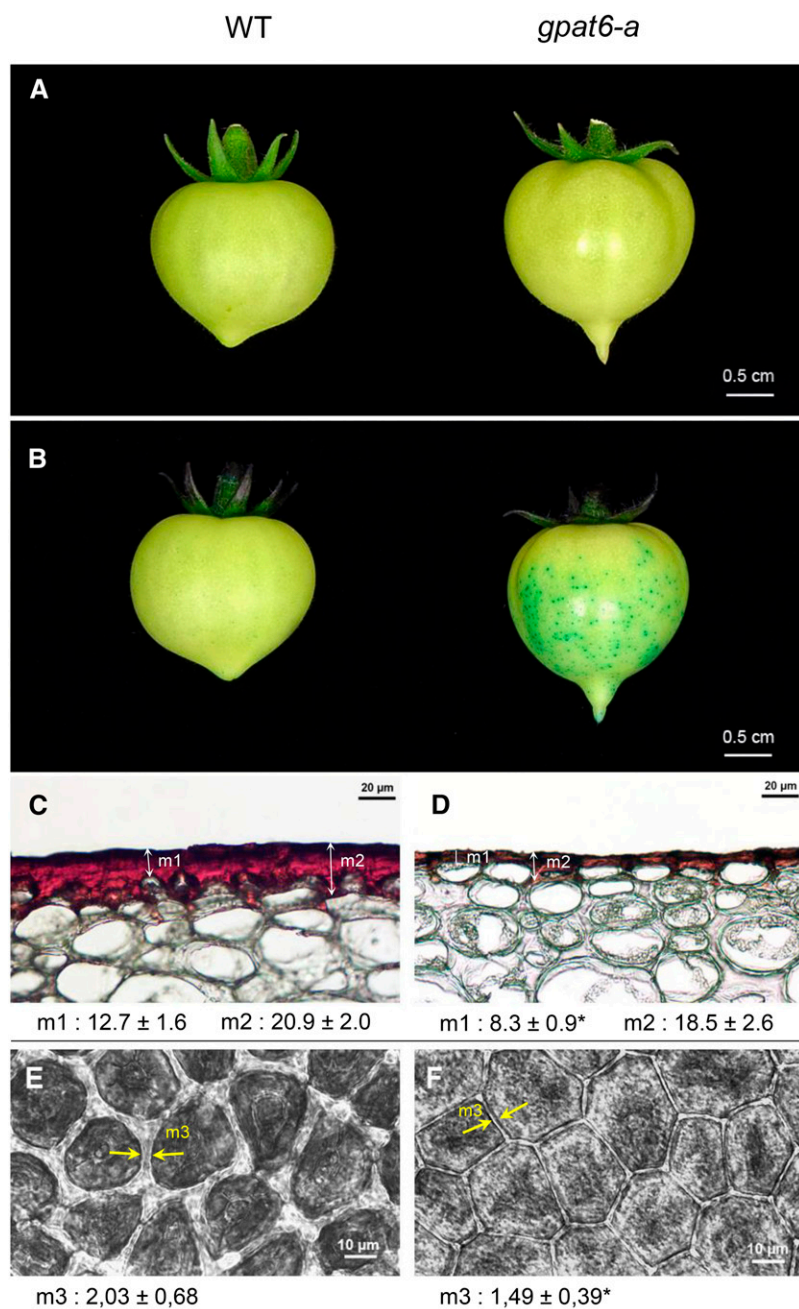 WT
gpat6-a
A
0.5 cm
B
0.5 cm
C
20 µm
m1
m2
D
20 µm
m1
m2
m1 : 12.7 ± 1.6
m2 : 20.9 ± 2.0
m1 : 8.3 ± 0.9*
m2 : 18.5 ± 2.6
E
m3
10 µm
F
m3
10 µm
m3 : 2,03 ± 0,68
m3 : 1,49 ± 0,39*